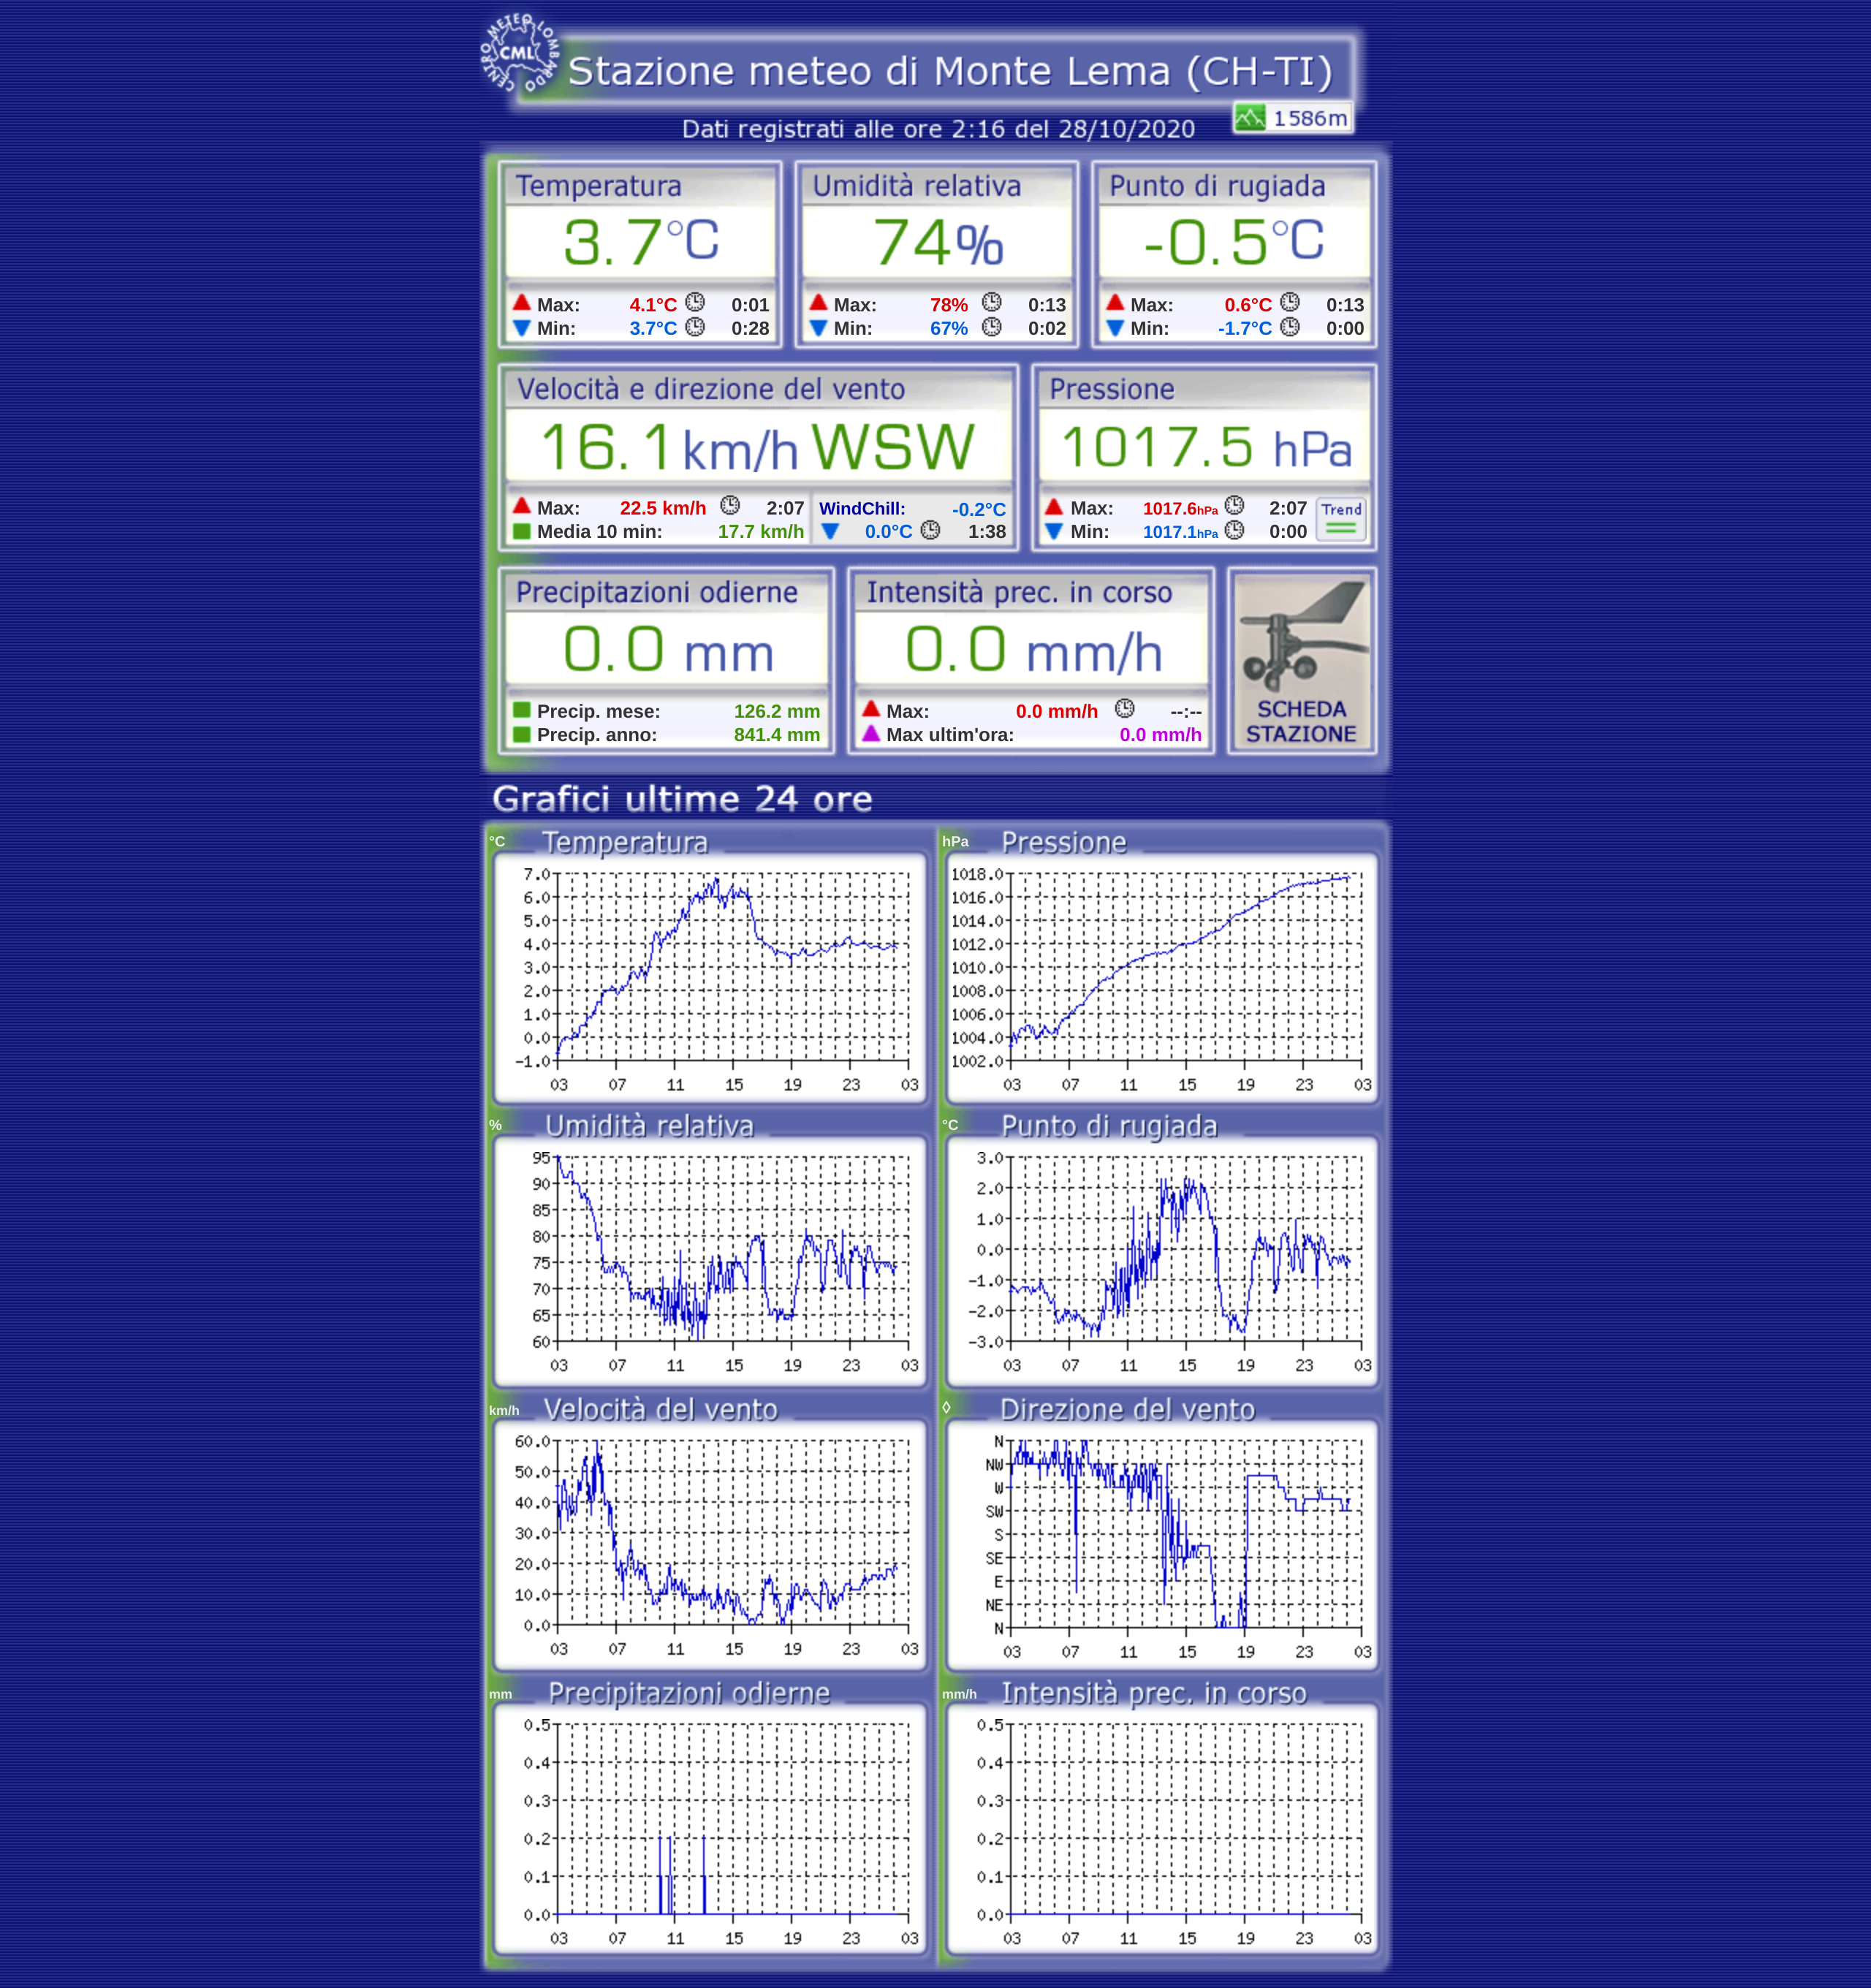 CENTRO METEO LOMBARDO
CML
Stazione meteo di Monte Lema (CH-TI)
1586m
Dati registrati alle ore 2:16 del 28/10/2020
Temperatura Umidità relativa Punto di rugiada
3.7°C 74% -0.5°C
Max: 4.1°C 0:01 Max: 78% 0:13 Max: 0.6°C 0:13
Min: 3.7°C 0:28 Min: 67% 0:02 Min: -1.7°C 0:00
Velocità e direzione del vento Pressione
16.1 km/h WSW 1017.5 hPa
Max: 22.5 km/h 2:07 WindChill: -0.2°C Max: 1017.6hPa 2:07 Trend
Media 10 min: 17.7 km/h 0.0°C 1:38 Min: 1017.1hPa 0:00
Precipitazioni odierne Intensità prec. in corso
0.0 mm 0.0 mm/h
Precip. mese: 126.2 mm Max: 0.0 mm/h --:-- SCHEDA
Precip. anno: 841.4 mm Max ultim'ora: 0.0 mm/h STAZIONE
Grafici ultime 24 ore
°C Temperatura
7.0
6.0
5.0
4.0
3.0
2.0
1.0
0.0
-1.0
03 07 11 15 19 23 03
hPa Pressione
1018.0
1016.0
1014.0
1012.0
1010.0
1008.0
1006.0
1004.0
1002.0
03 07 11 15 19 23 03
% Umidità relativa
95
90
85
80
75
70
65
60
03 07 11 15 19 23 03
°C Punto di rugiada
3.0
2.0
1.0
0.0
-1.0
-2.0
-3.0
03 07 11 15 19 23 03
km/h Velocità del vento
60.0
50.0
40.0
30.0
20.0
10.0
0.0
03 07 11 15 19 23 03
◊ Direzione del vento
N
NW
W
SW
S
SE
E
NE
N
03 07 11 15 19 23 03
mm Precipitazioni odierne
0.5
0.4
0.3
0.2
0.1
0.0
03 07 11 15 19 23 03
mm/h Intensità prec. in corso
0.5
0.4
0.3
0.2
0.1
0.0
03 07 11 15 19 23 03